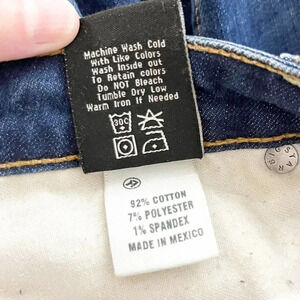 Machine Wash Cold
With Like Colors
Wash Inside out
To Retain colors
Do NOT Bleach
Tumble Dry Low
Warm Iron If Needed
30C
92% COTTON
7% POLYESTER
1% SPANDEX
MADE IN MEXICO